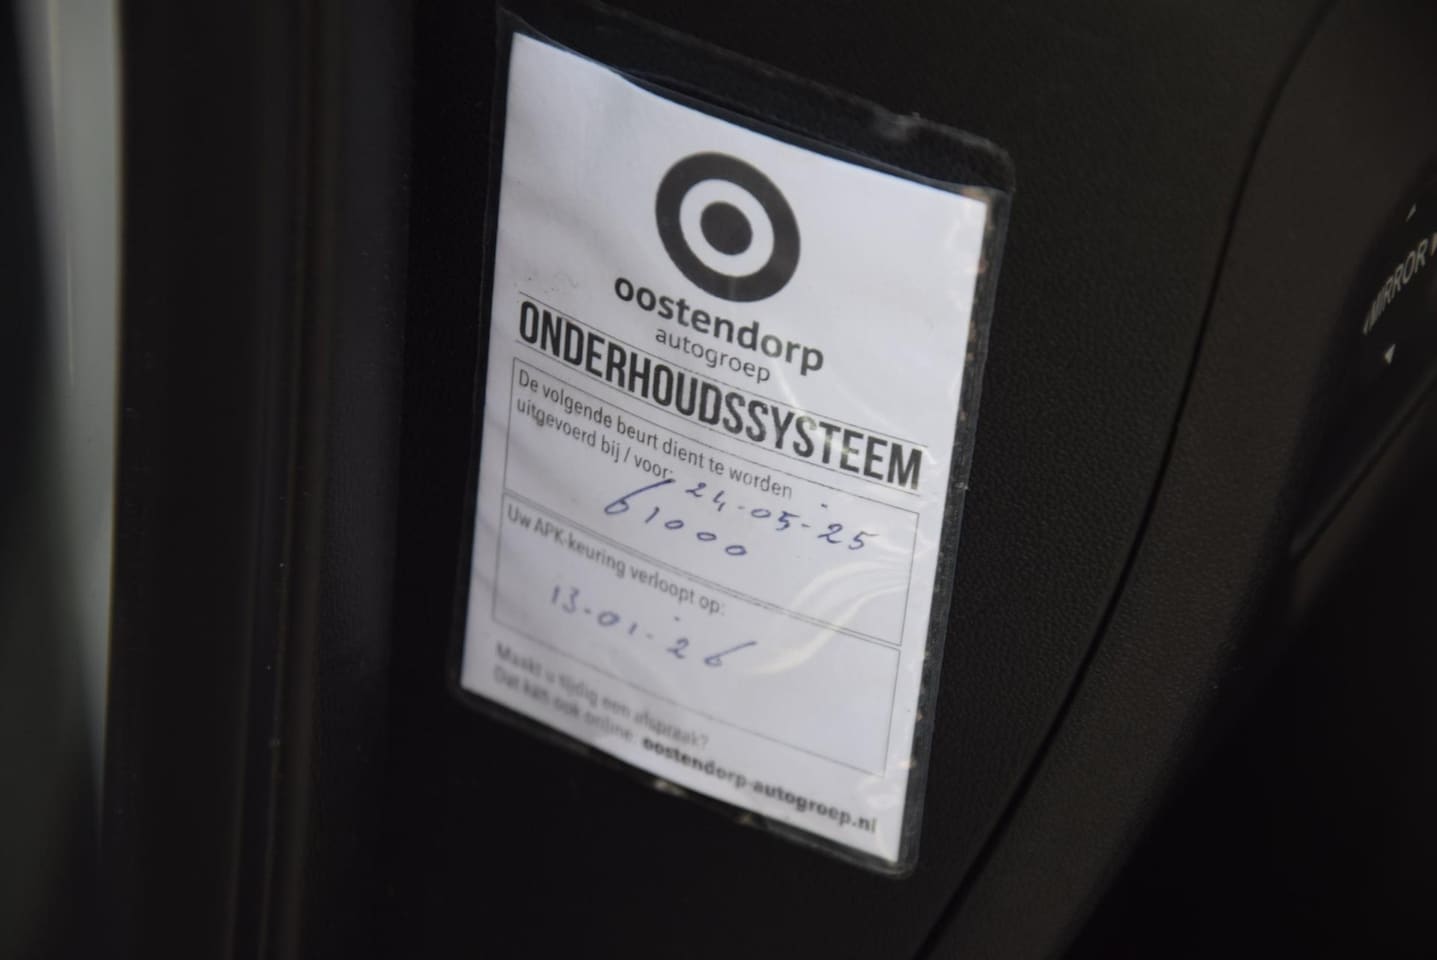 oostendorp
autogroep
ONDERHOUDSSYSTEEM
De volgende beurt dient te worden
uitgevoerd bij / voor:
24-05-25
61000
Uw APK-keuring verloopt op:
13-01-26
Maakt u tijdig een afspraak?
Dat kan ook online: oostendorp-autogroep.nl
MIRROR